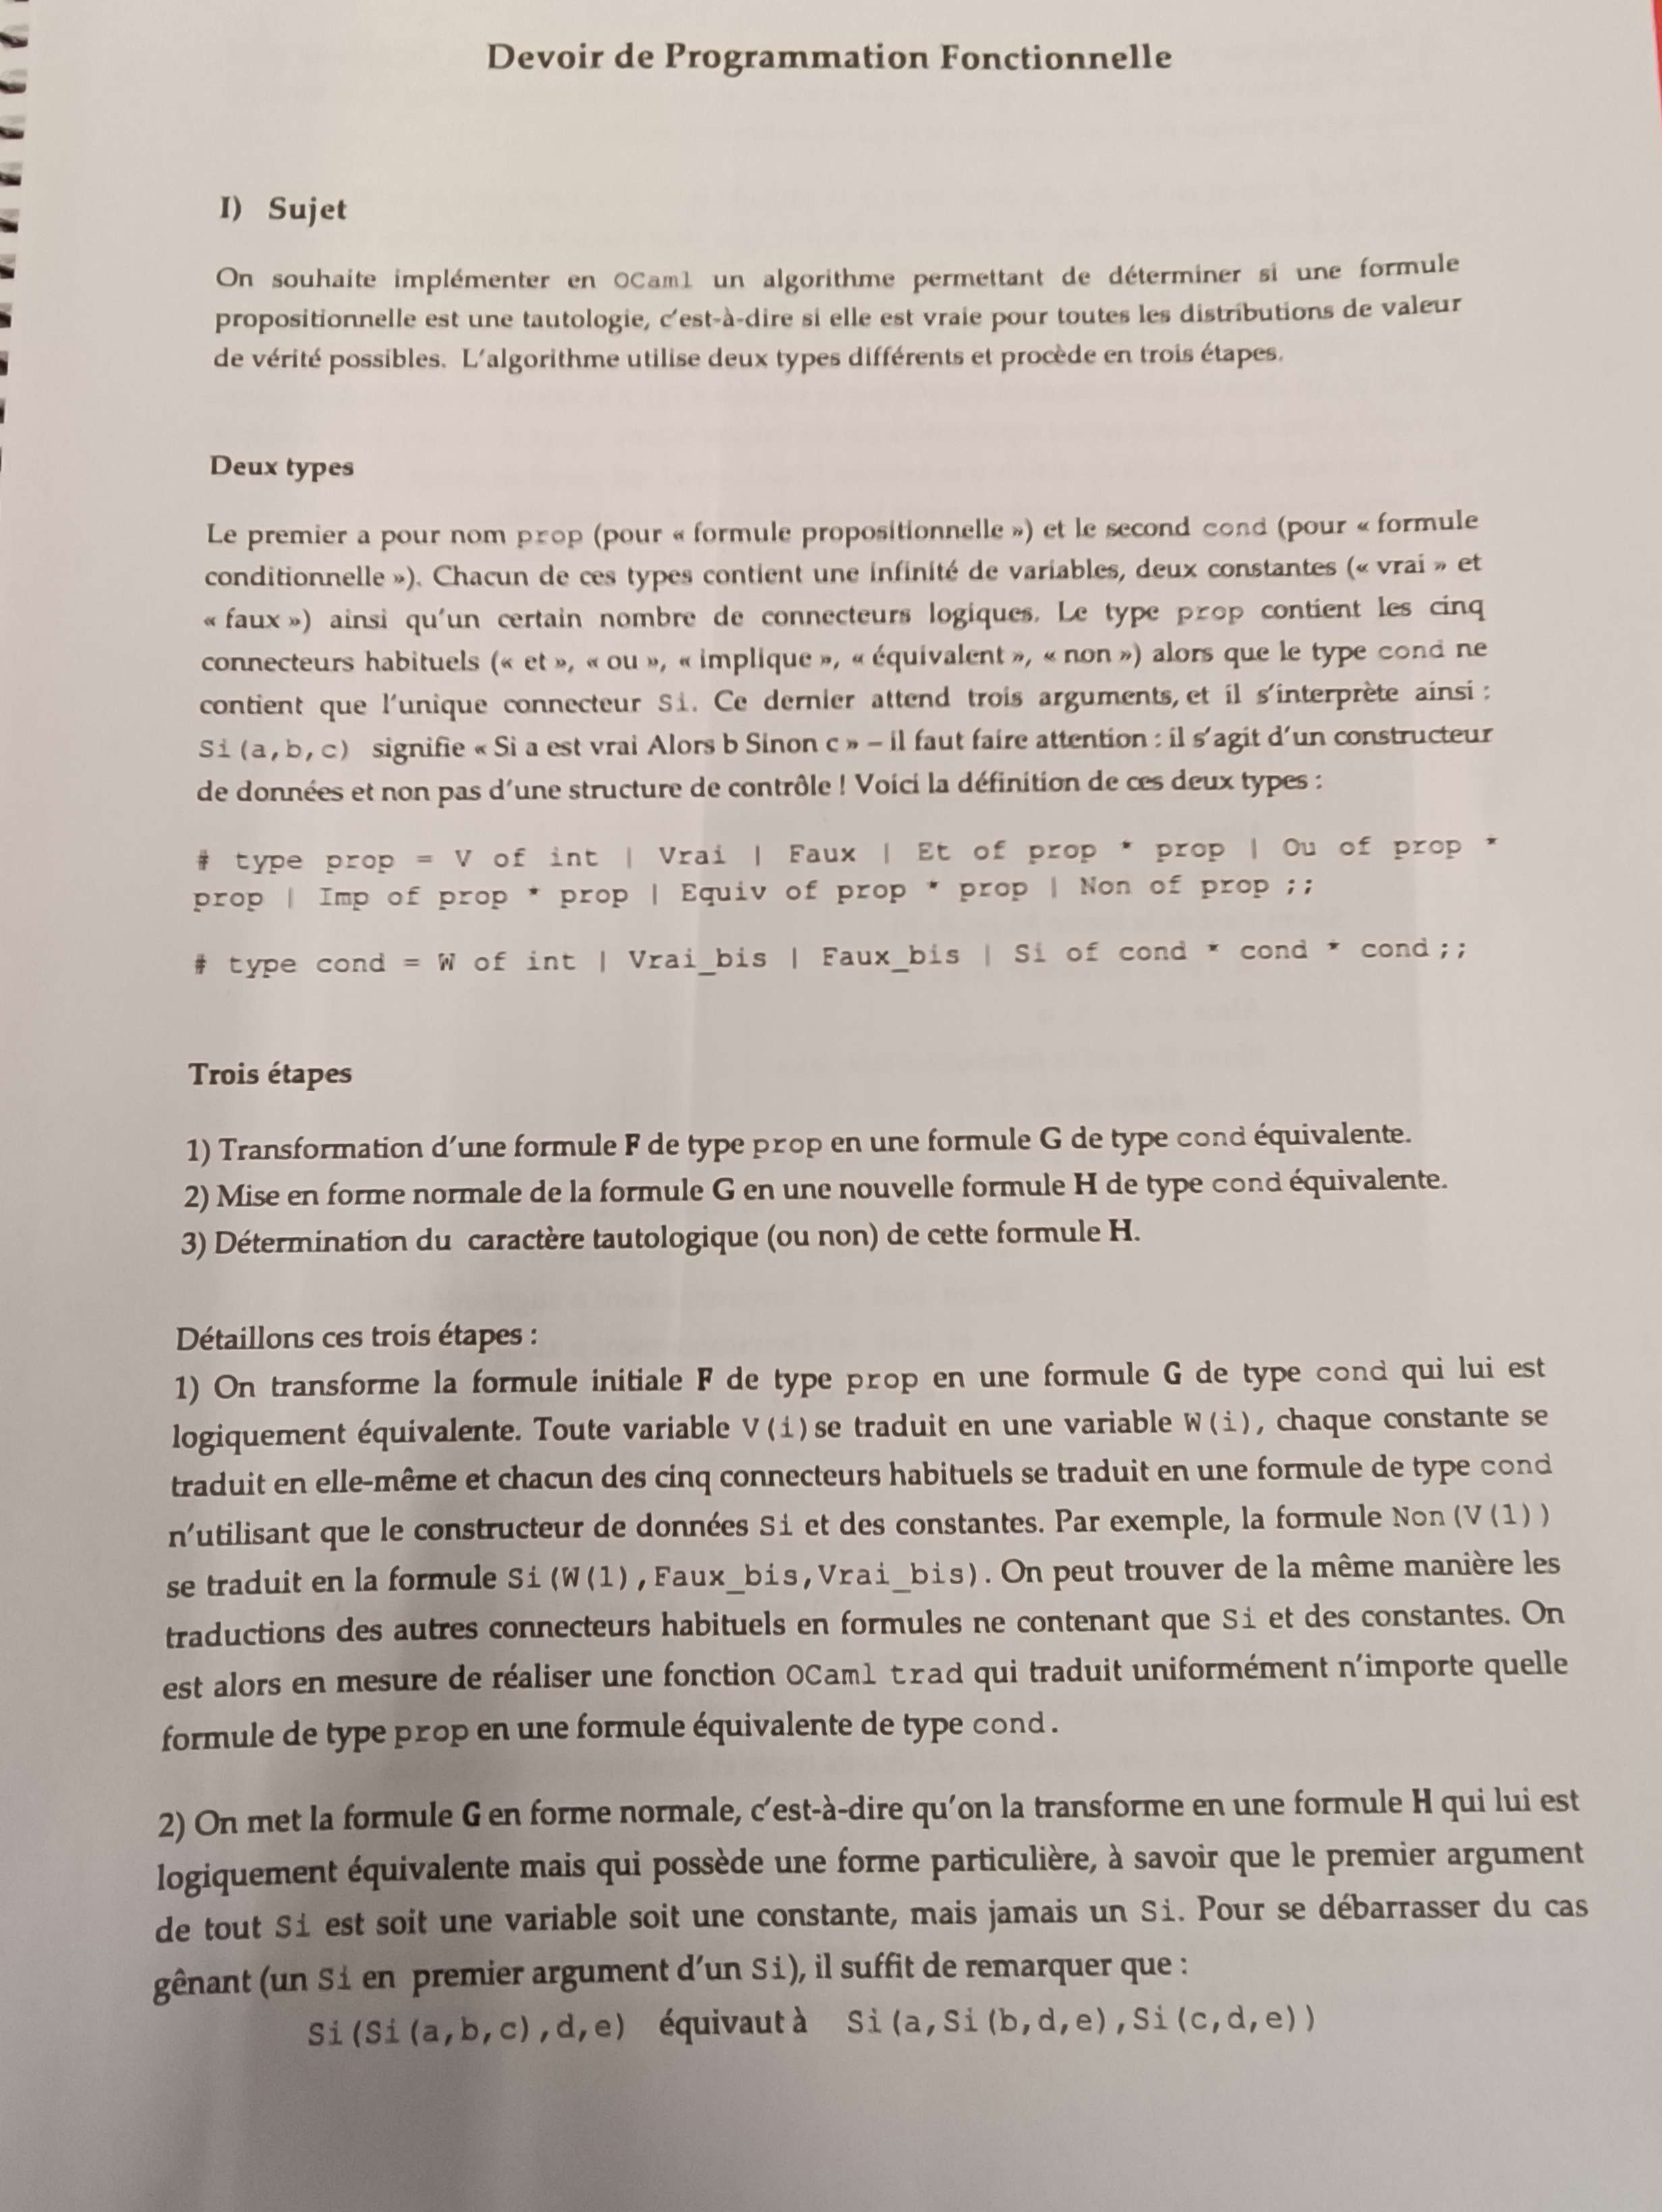 Devoir de Programmation Fonctionnelle
I) Sujet
On souhaite implémenter en OCaml un algorithme permettant de déterminer si une formule
propositionnelle est une tautologie, c'est-à-dire si elle est vraie pour toutes les distributions de valeur
de vérité possibles. L'algorithme utilise deux types différents et procède en trois étapes.
Deux types
Le premier a pour nom prop (pour « formule propositionnelle ») et le second cond (pour « formule
conditionnelle »). Chacun de ces types contient une infinité de variables, deux constantes (« vrai » et
« faux ») ainsi qu'un certain nombre de connecteurs logiques. Le type prop contient les cinq
connecteurs habituels (« et », « ou », « implique », « équivalent », « non ») alors que le type cond ne
contient que l'unique connecteur Si. Ce dernier attend trois arguments, et il s'interprète ainsi :
Si(a,b,c) signifie « Si a est vrai Alors b Sinon c » – il faut faire attention : il s'agit d'un constructeur
de données et non pas d'une structure de contrôle ! Voici la définition de ces deux types :
# type prop = V of int | Vrai | Faux | Et of prop * prop | Ou of prop *
prop | Imp of prop * prop | Equiv of prop * prop | Non of prop ;;
# type cond = W of int | Vrai_bis | Faux_bis | Si of cond * cond * cond ;;
Trois étapes
1) Transformation d'une formule F de type prop en une formule G de type cond équivalente.
2) Mise en forme normale de la formule G en une nouvelle formule H de type cond équivalente.
3) Détermination du caractère tautologique (ou non) de cette formule H.
Détaillons ces trois étapes :
1) On transforme la formule initiale F de type prop en une formule G de type cond qui lui est
logiquement équivalente. Toute variable V(i) se traduit en une variable W(i), chaque constante se
traduit en elle-même et chacun des cinq connecteurs habituels se traduit en une formule de type cond
n'utilisant que le constructeur de données Si et des constantes. Par exemple, la formule Non(V(1))
se traduit en la formule Si(W(1),Faux_bis,Vrai_bis). On peut trouver de la même manière les
traductions des autres connecteurs habituels en formules ne contenant que Si et des constantes. On
est alors en mesure de réaliser une fonction OCaml trad qui traduit uniformément n'importe quelle
formule de type prop en une formule équivalente de type cond.
2) On met la formule G en forme normale, c'est-à-dire qu'on la transforme en une formule H qui lui est
logiquement équivalente mais qui possède une forme particulière, à savoir que le premier argument
de tout Si est soit une variable soit une constante, mais jamais un Si. Pour se débarrasser du cas
gênant (un Si en premier argument d'un Si), il suffit de remarquer que :
Si(Si(a,b,c),d,e) équivaut à Si(a,Si(b,d,e),Si(c,d,e))